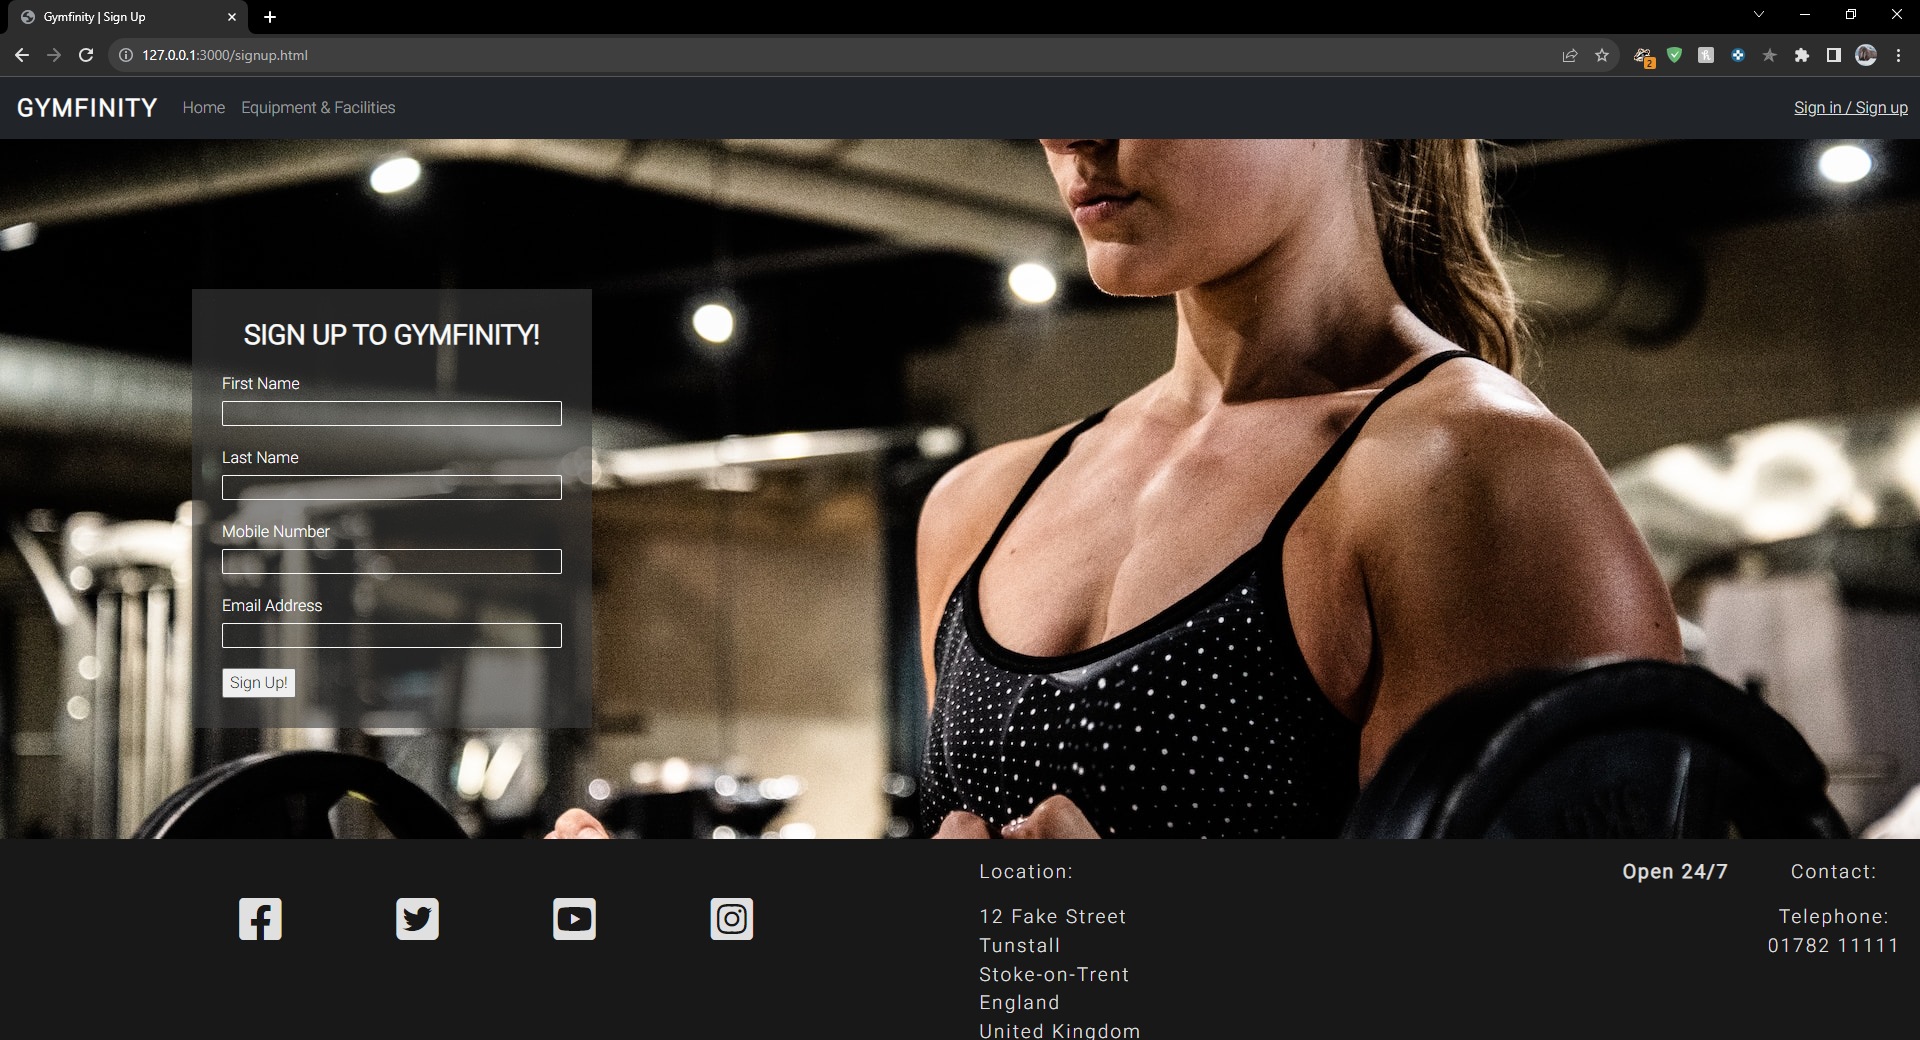 Gymfinity | Sign Up
127.0.0.1:3000/signup.html
2
GYMFINITY Home Equipment & Facilities Sign in / Sign up
SIGN UP TO GYMFINITY!
First Name
Last Name
Mobile Number
Email Address
Sign Up!
Location:
12 Fake Street
Tunstall
Stoke-on-Trent
England
United Kingdom
Open 24/7
Contact:
Telephone:
01782 11111